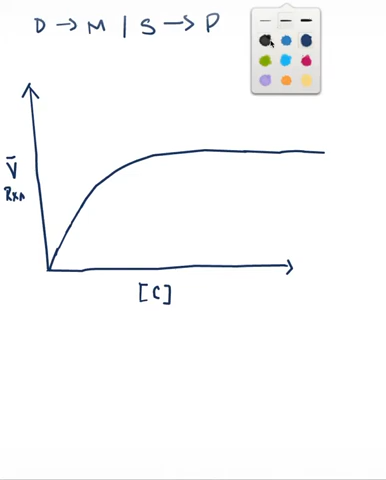 D → M | S → P
V̄
Rxn
[C]